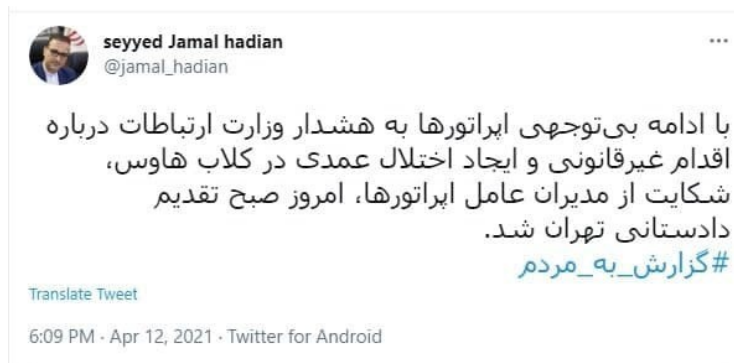 seyyed Jamal hadian
@jamal_hadian
با ادامه بی‌توجهی اپراتورها به هشدار وزارت ارتباطات درباره
اقدام غیرقانونی و ایجاد اختلال عمدی در کلاب هاوس،
شکایت از مدیران عامل اپراتورها، امروز صبح تقدیم
دادستانی تهران شد.
#گزارش_به_مردم
Translate Tweet
6:09 PM · Apr 12, 2021 · Twitter for Android